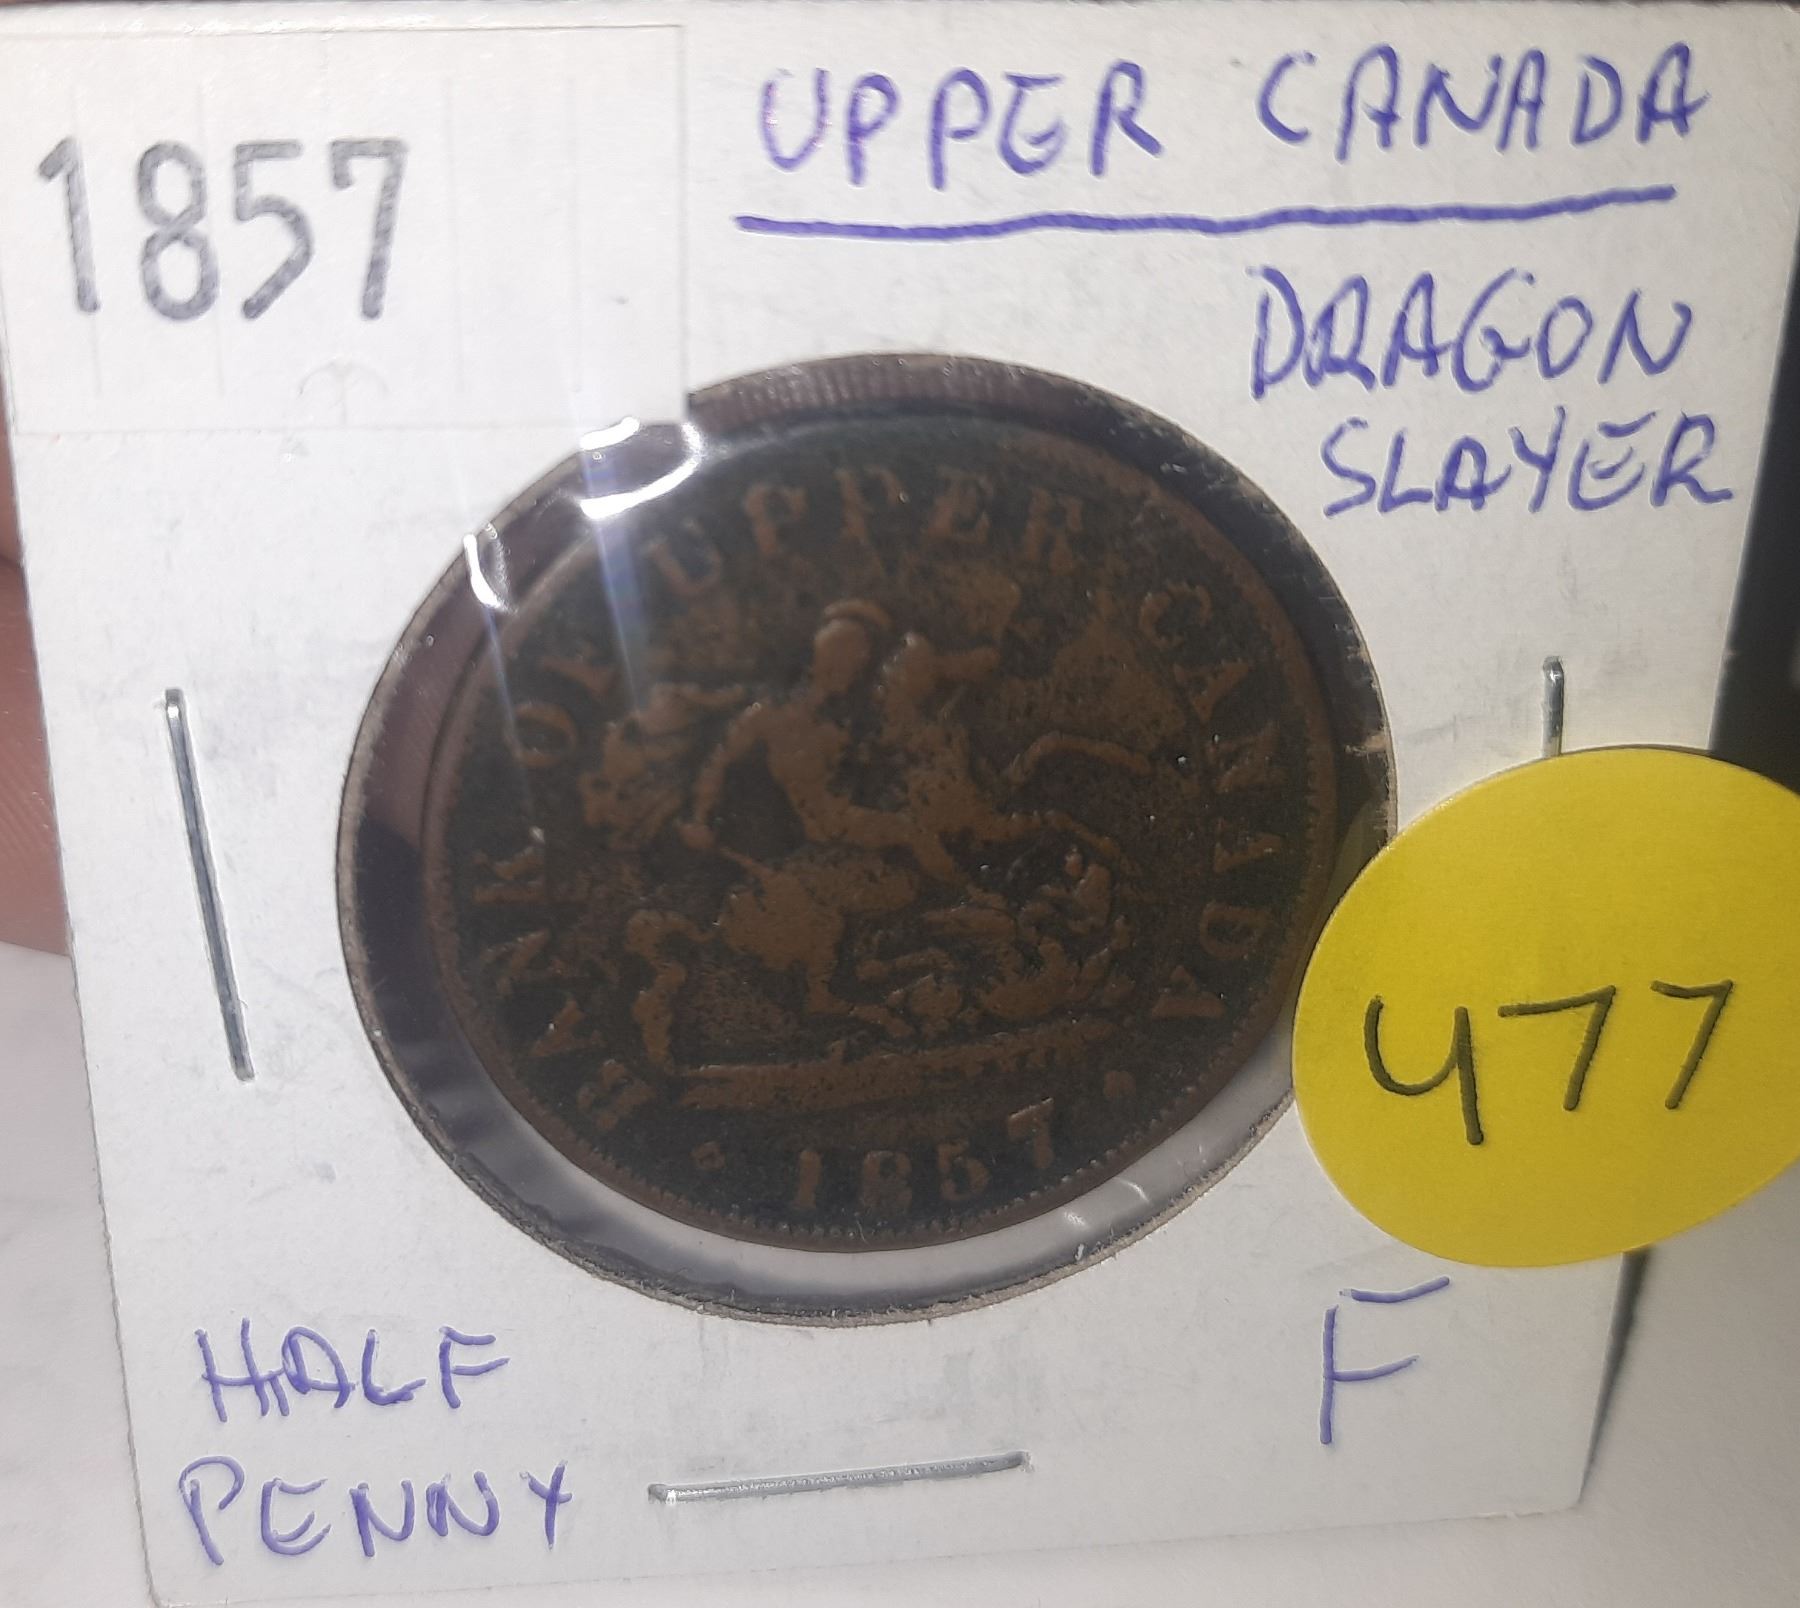 1857
UPPER CANADA
DRAGON
SLAYER
BANK OF UPPER CANADA
1857
477
HALF
PENNY
F